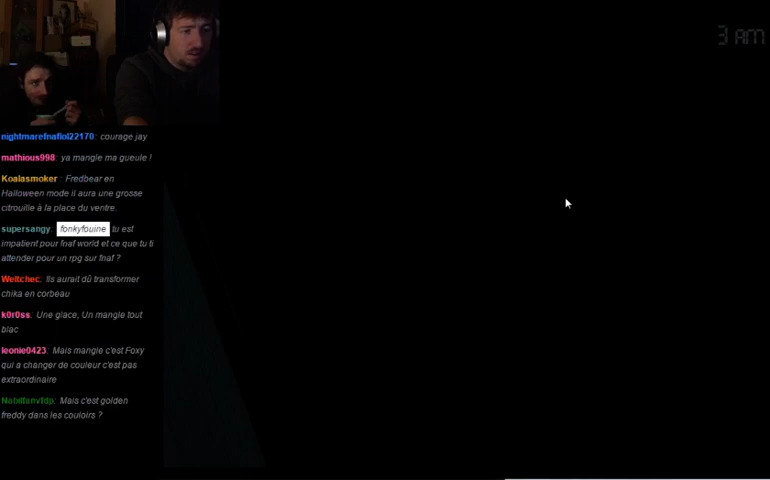 3 AM
nightmarefnaflol22170: courage jay
mathious998: ya mangle ma gueule !
Koalasmoker : Fredbear en
Halloween mode il aura une grosse
citrouille à la place du ventre.
supersangy: fonkyfouine tu est
impatient pour fnaf world et ce que tu ti
attender pour un rpg sur fnaf ?
Weltchec: Ils aurait dû transformer
chika en corbeau
k0r0ss: Une glace, Un mangle tout
blac
leonie0423: Mais mangle c'est Foxy
qui a changer de couleur c'est pas
extraordinaire
Nabilfanvfdp: Mais c'est golden
freddy dans les couloirs ?